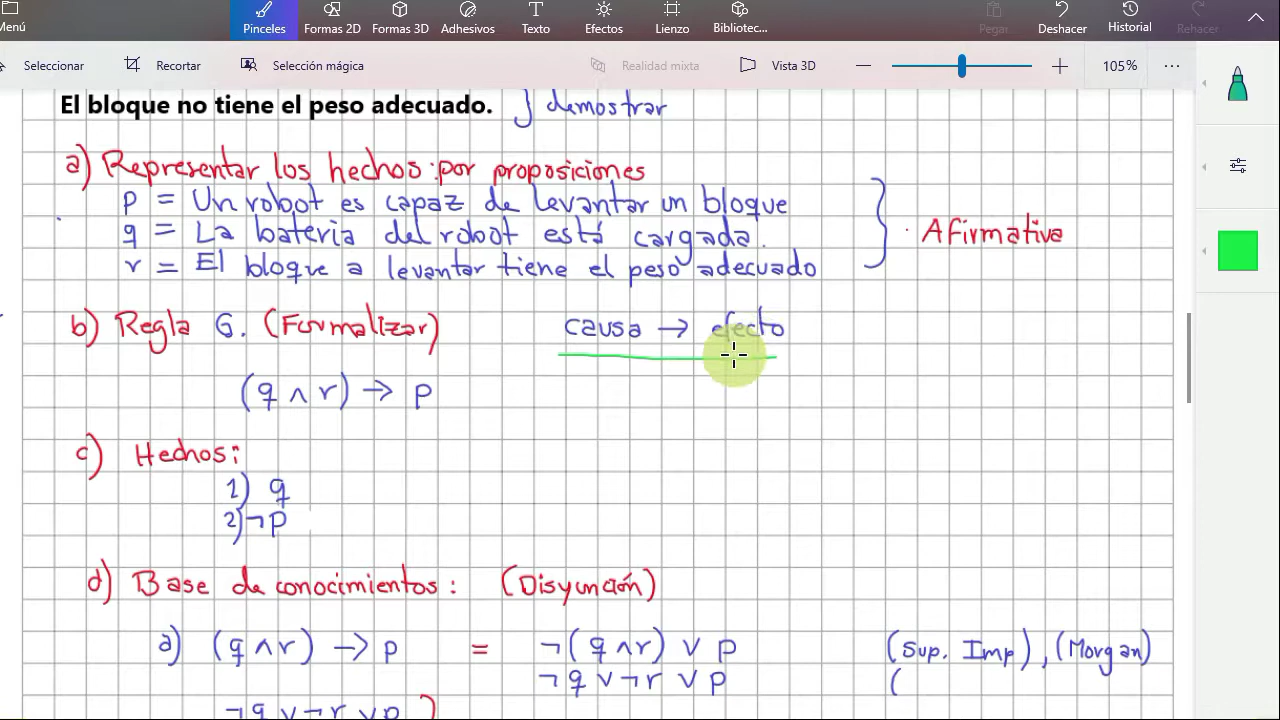 Menú
Pinceles Formas 2D Formas 3D Adhesivos Texto Efectos Lienzo Bibliotec... Pegar Deshacer Historial Rehacer
Seleccionar Recortar Selección mágica Realidad mixta Vista 3D 105% ...
El bloque no tiene el peso adecuado. } demostrar
a) Representar los hechos: por proposiciones
p = Un robot es capaz de levantar un bloque
q = La bateria del robot está cargada.
r = El bloque a levantar tiene el peso adecuado
} . Afirmativa
b) Regla G. (Formalizar) causa → efecto
(q ∧ r) → p
c) Hechos:
1) q
2) ¬p
d) Base de conocimientos: (Disyunción)
a) (q ∧ r) → p = ¬(q ∧ r) ∨ p (Sup. Imp), (Morgan)
¬q ∨ ¬r ∨ p (
¬q ∨ ¬r ∨ p }